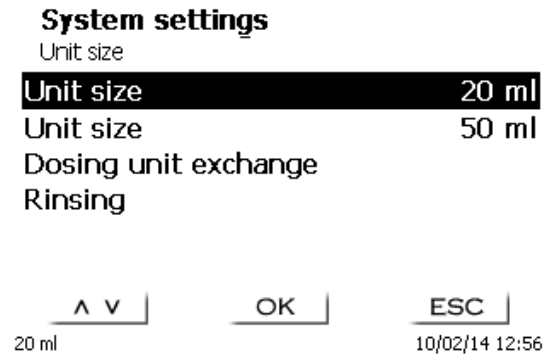 System settings
Unit size
Unit size 20 ml
Unit size 50 ml
Dosing unit exchange
Rinsing
∧ ∨ OK ESC
20 ml 10/02/14 12:56